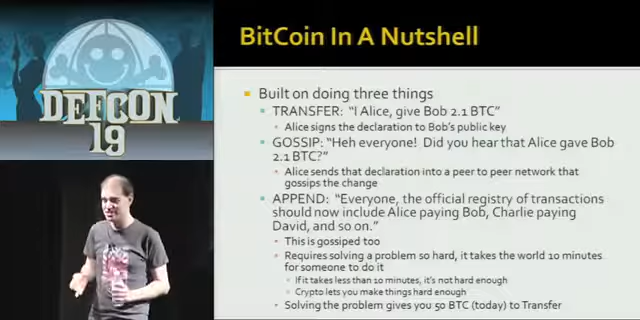 DEFCON
19
BitCoin In A Nutshell
Built on doing three things
TRANSFER: "I Alice, give Bob 2.1 BTC"
Alice signs the declaration to Bob's public key
GOSSIP: "Heh everyone! Did you hear that Alice gave Bob
2.1 BTC?"
Alice sends that declaration into a peer to peer network that
gossips the change
APPEND: "Everyone, the official registry of transactions
should now include Alice paying Bob, Charlie paying
David, and so on."
This is gossiped too
Requires solving a problem so hard, it takes the world 10 minutes
for someone to do it
If it takes less than 10 minutes, it's not hard enough
Crypto lets you make things hard enough
Solving the problem gives you 50 BTC (today) to Transfer